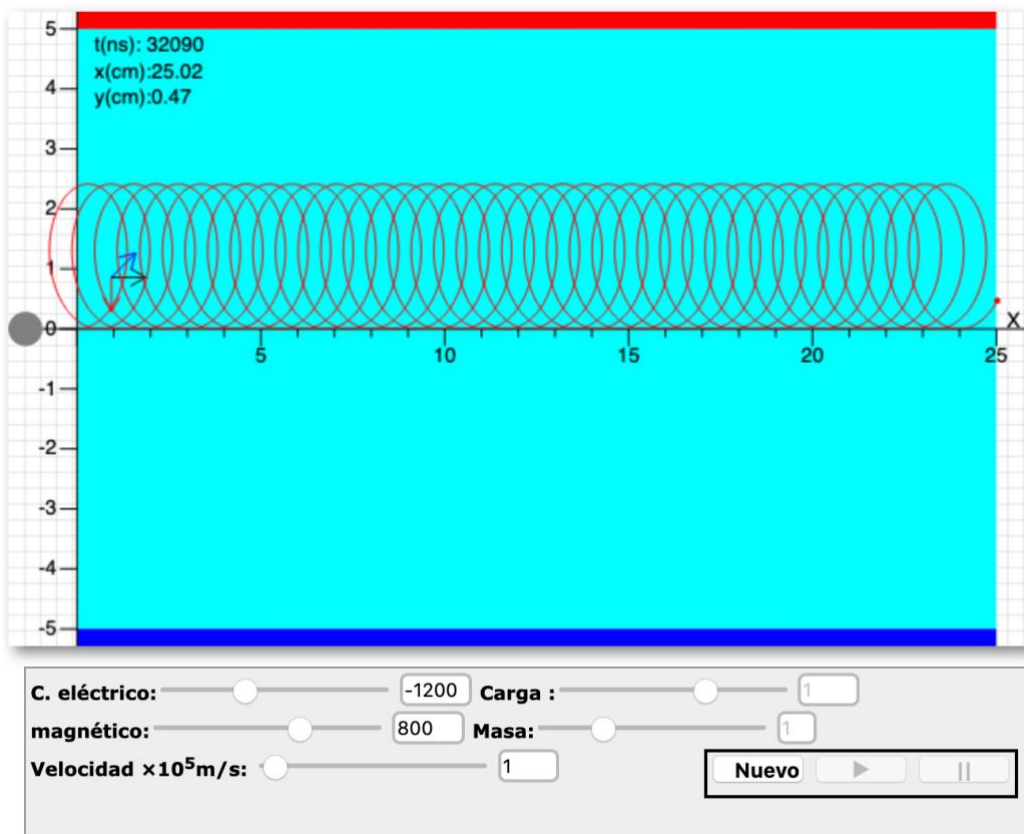 5
t(ns): 32090
x(cm):25.02
4
y(cm):0.47
3
2
1
0
X
5
10
15
20
25
-1
-2
-3
-4
-5
C. eléctrico: -1200 Carga : 1
magnético: 800 Masa: 1
Velocidad ×10⁵m/s: 1 Nuevo